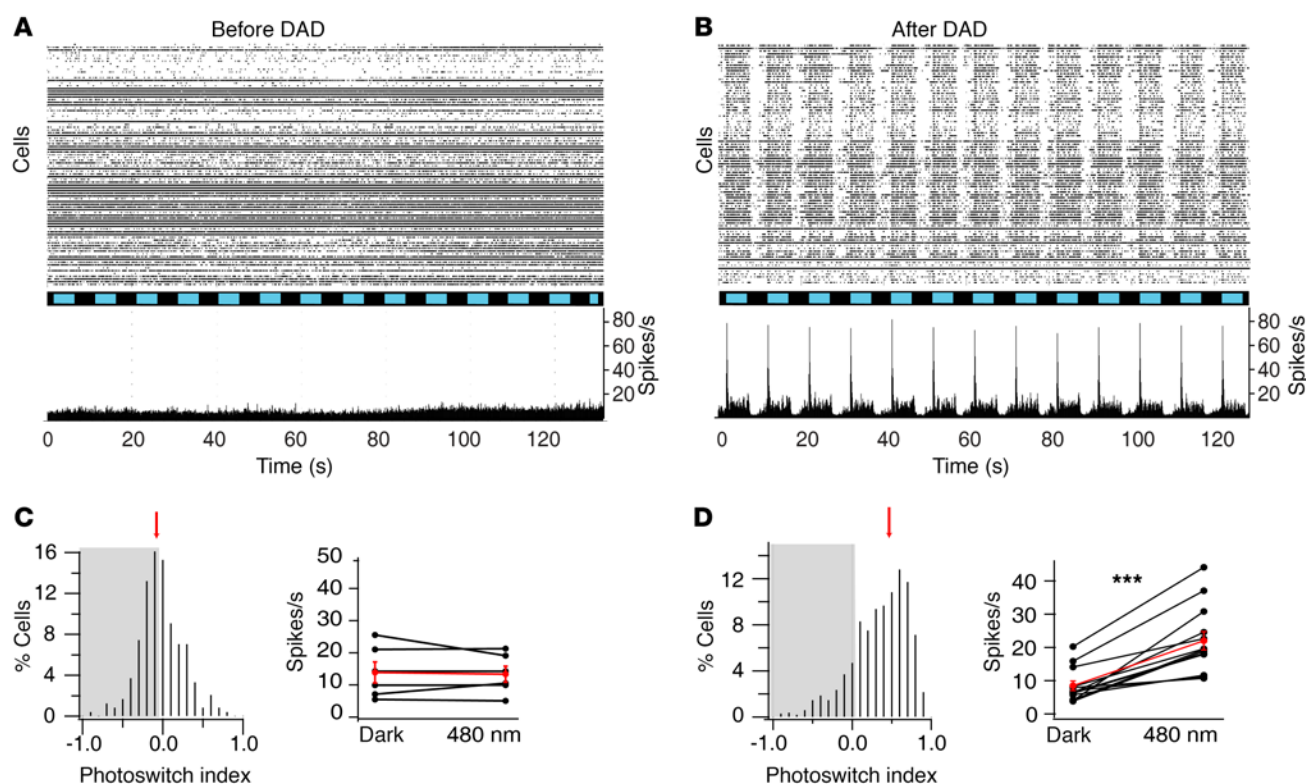 A Before DAD
Cells
80
60
40
20
Spikes/s
0 20 40 60 80 100 120
Time (s)
B After DAD
Cells
80
60
40
20
Spikes/s
0 20 40 60 80 100 120
Time (s)
C
% Cells
16
12
8
4
0
-1.0 0.0 1.0
Photoswitch index
Spikes/s
50
40
30
20
10
0
Dark 480 nm
D
% Cells
12
8
4
0
-1.0 0.0 1.0
Photoswitch index
Spikes/s
40
30
20
10
0
***
Dark 480 nm